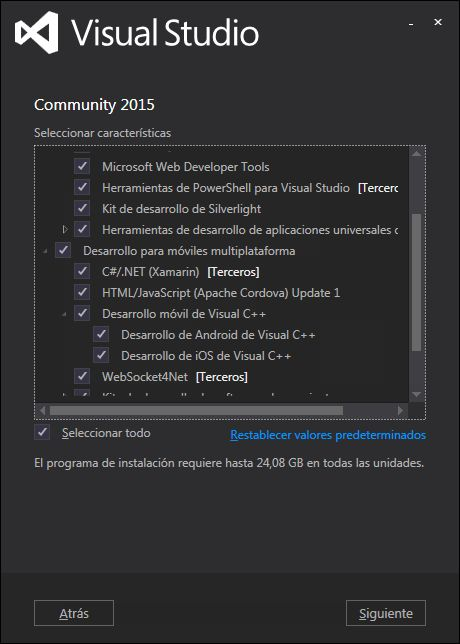 Visual Studio
Community 2015
Seleccionar características
Microsoft Web Developer Tools
Herramientas de PowerShell para Visual Studio [Tercero
Kit de desarrollo de Silverlight
Herramientas de desarrollo de aplicaciones universales
Desarrollo para móviles multiplataforma
C#/.NET (Xamarin) [Terceros]
HTML/JavaScript (Apache Cordova) Update 1
Desarrollo móvil de Visual C++
Desarrollo de Android de Visual C++
Desarrollo de iOS de Visual C++
WebSocket4Net [Terceros]
Seleccionar todo
Restablecer valores predeterminados
El programa de instalación requiere hasta 24,08 GB en todas las unidades.
Atrás
Siguiente